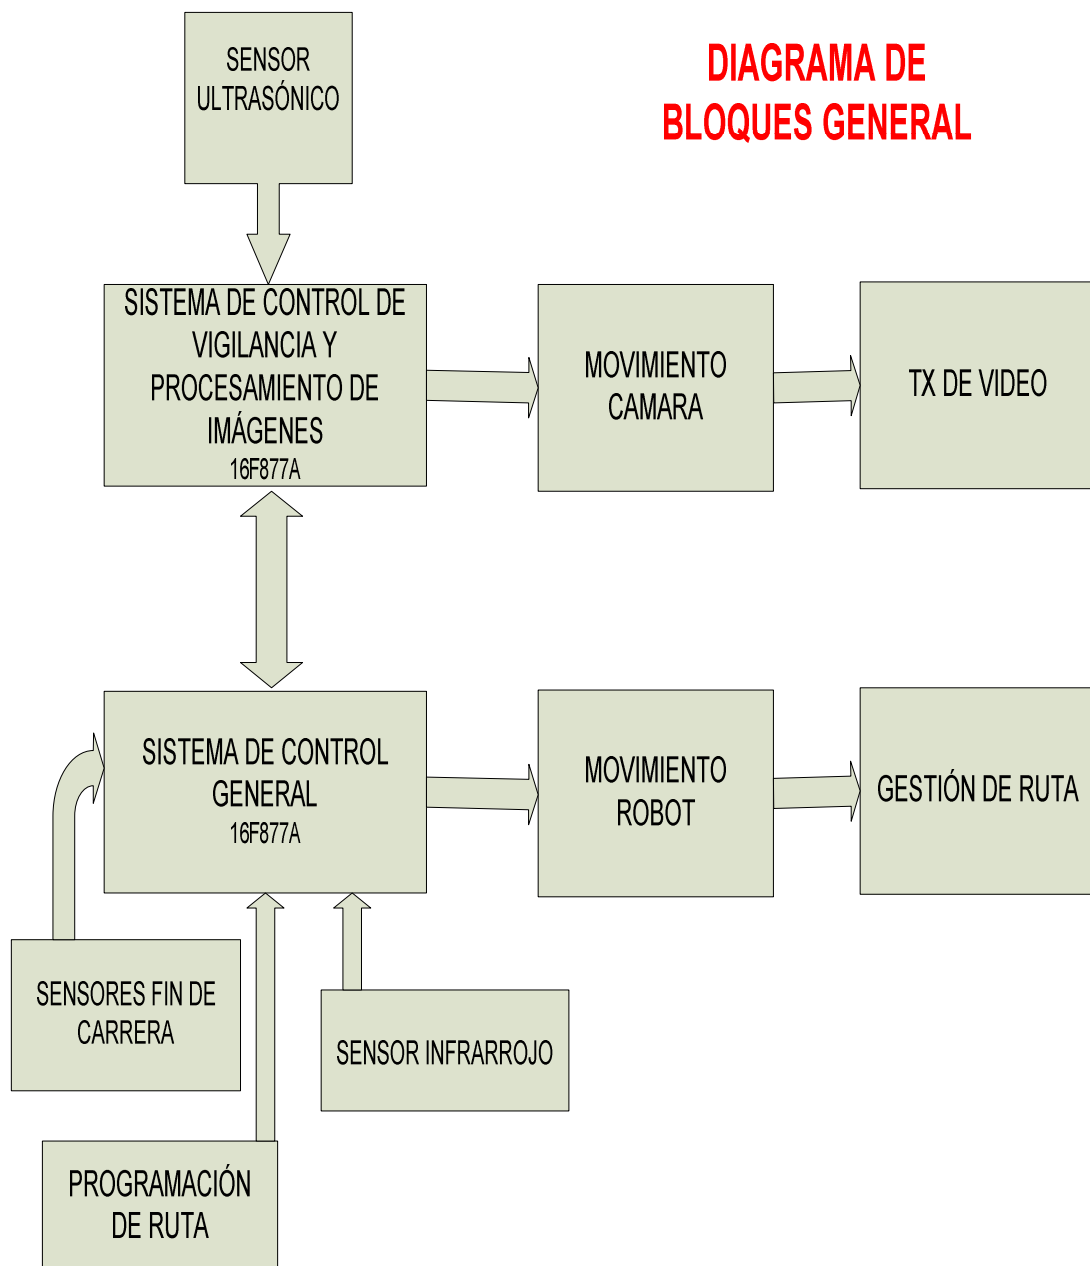 SENSOR
ULTRASÓNICO
DIAGRAMA DE
BLOQUES GENERAL
SISTEMA DE CONTROL DE
VIGILANCIA Y
PROCESAMIENTO DE
IMÁGENES
16F877A
MOVIMIENTO
CAMARA
TX DE VIDEO
SISTEMA DE CONTROL
GENERAL
16F877A
MOVIMIENTO
ROBOT
GESTIÓN DE RUTA
SENSORES FIN DE
CARRERA
SENSOR INFRARROJO
PROGRAMACIÓN
DE RUTA